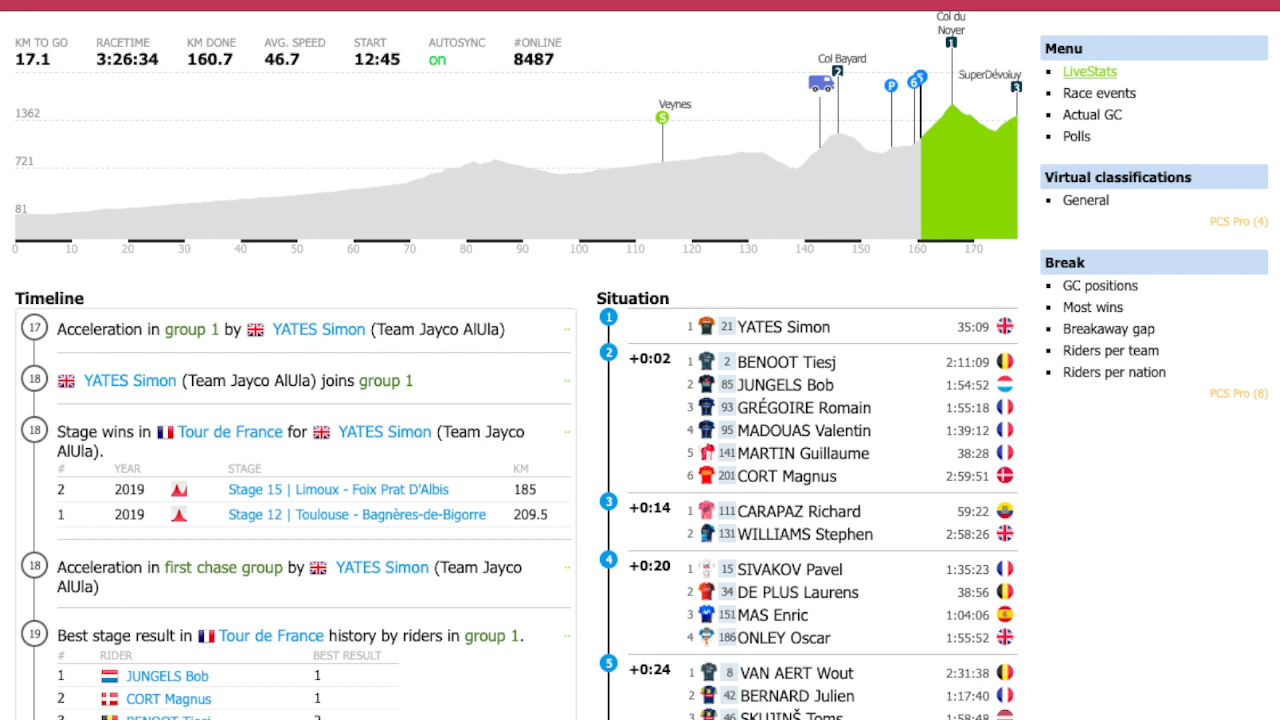 KM TO GO RACETIME KM DONE AVG. SPEED START AUTOSYNC #ONLINE
17.1 3:26:34 160.7 46.7 12:45 on 8487
Col du
Noyer
1
Col Bayard
2
P
6 S
SuperDévoluy
3
Veynes
S
1362
721
81
0 10 20 30 40 50 60 70 80 90 100 110 120 130 140 150 160 170
Menu
LiveStats
Race events
Actual GC
Polls
Virtual classifications
General
PCS Pro (4)
Break
GC positions
Most wins
Breakaway gap
Riders per team
Riders per nation
PCS Pro (8)
Timeline
17 Acceleration in group 1 by YATES Simon (Team Jayco AlUla)
18 YATES Simon (Team Jayco AlUla) joins group 1
18 Stage wins in Tour de France for YATES Simon (Team Jayco
AlUla).
# YEAR STAGE KM
2 2019 Stage 15 | Limoux - Foix Prat D'Albis 185
1 2019 Stage 12 | Toulouse - Bagnères-de-Bigorre 209.5
18 Acceleration in first chase group by YATES Simon (Team Jayco
AlUla)
19 Best stage result in Tour de France history by riders in group 1.
# RIDER BEST RESULT
1 JUNGELS Bob 1
2 CORT Magnus 1
3 BENOOT Tiesj 2
Situation
1
1 21 YATES Simon 35:09
2 +0:02 1 2 BENOOT Tiesj 2:11:09
2 85 JUNGELS Bob 1:54:52
3 93 GRÉGOIRE Romain 1:55:18
4 95 MADOUAS Valentin 1:39:12
5 141 MARTIN Guillaume 38:28
6 201 CORT Magnus 2:59:51
3 +0:14 1 111 CARAPAZ Richard 59:22
2 131 WILLIAMS Stephen 2:58:26
4 +0:20 1 15 SIVAKOV Pavel 1:35:23
2 34 DE PLUS Laurens 38:56
3 151 MAS Enric 1:04:06
4 186 ONLEY Oscar 1:55:52
5 +0:24 1 8 VAN AERT Wout 2:31:38
2 42 BERNARD Julien 1:17:40
3 46 SKUJIŅŠ Toms 1:58:48